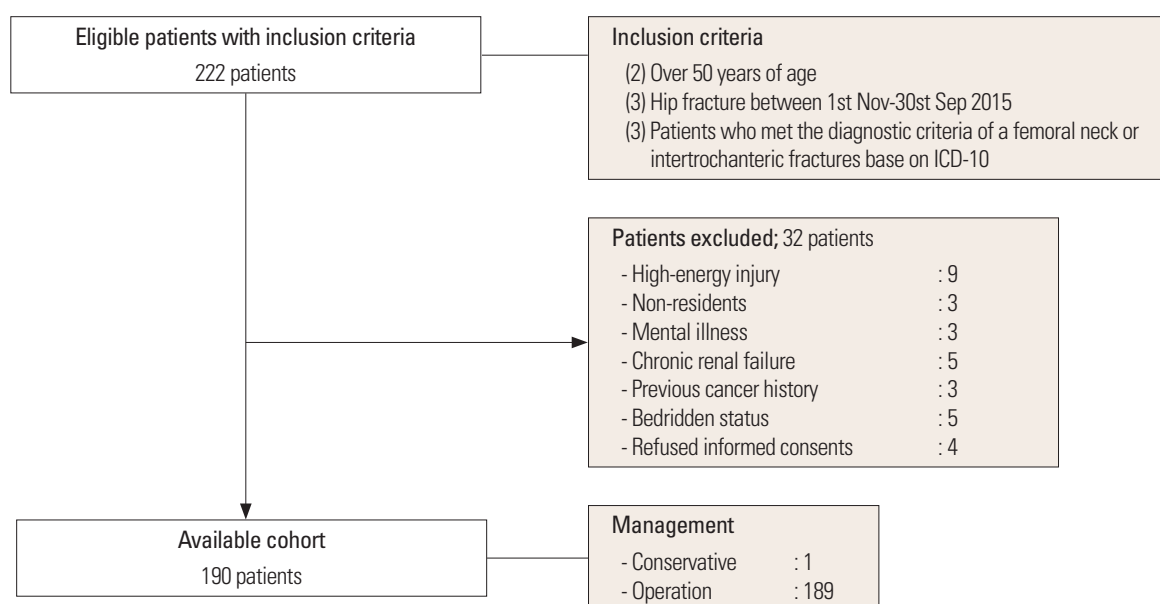 Eligible patients with inclusion criteria
222 patients
Inclusion criteria
(2) Over 50 years of age
(3) Hip fracture between 1st Nov-30st Sep 2015
(3) Patients who met the diagnostic criteria of a femoral neck or
intertrochanteric fractures base on ICD-10
Patients excluded; 32 patients
- High-energy injury : 9
- Non-residents : 3
- Mental illness : 3
- Chronic renal failure : 5
- Previous cancer history : 3
- Bedridden status : 5
- Refused informed consents : 4
Available cohort
190 patients
Management
- Conservative : 1
- Operation : 189